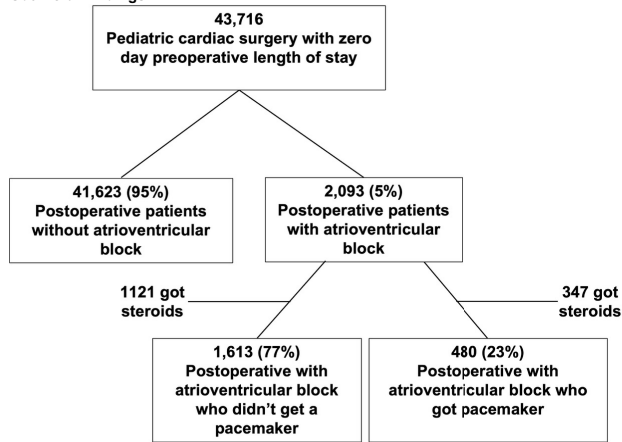 43,716
Pediatric cardiac surgery with zero
day preoperative length of stay
41,623 (95%)
Postoperative patients
without atrioventricular
block
2,093 (5%)
Postoperative patients
with atrioventricular
block
1121 got
steroids
347 got
steroids
1,613 (77%)
Postoperative with
atrioventricular block
who didn't get a
pacemaker
480 (23%)
Postoperative with
atrioventricular block who
got pacemaker